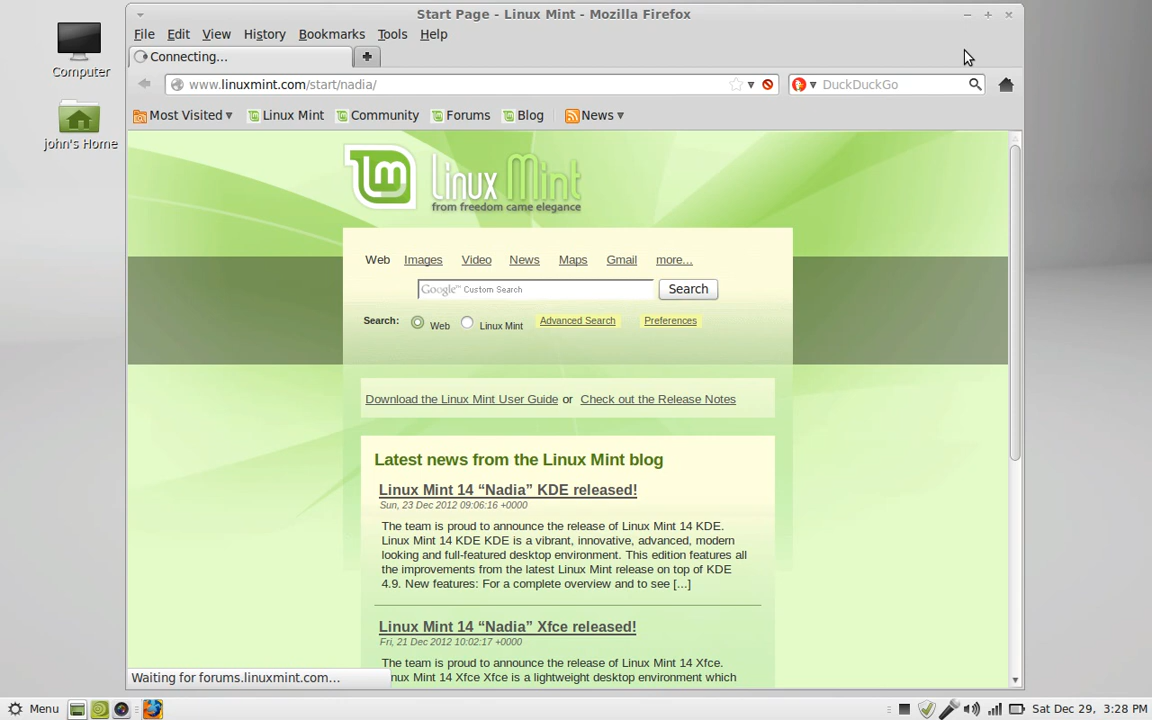 Start Page - Linux Mint - Mozilla Firefox
File Edit View History Bookmarks Tools Help
Connecting...
www.linuxmint.com/start/nadia/
DuckDuckGo
Most Visited Linux Mint Community Forums Blog News
Computer
john's Home
Linux Mint
from freedom came elegance
Web Images Video News Maps Gmail more...
Google™ Custom Search Search
Search: Web Linux Mint Advanced Search Preferences
Download the Linux Mint User Guide or Check out the Release Notes
Latest news from the Linux Mint blog
Linux Mint 14 “Nadia” KDE released!
Sun, 23 Dec 2012 09:06:16 +0000
The team is proud to announce the release of Linux Mint 14 KDE.
Linux Mint 14 KDE KDE is a vibrant, innovative, advanced, modern
looking and full-featured desktop environment. This edition features all
the improvements from the latest Linux Mint release on top of KDE
4.9. New features: For a complete overview and to see [...]
Linux Mint 14 “Nadia” Xfce released!
Fri, 21 Dec 2012 10:02:17 +0000
The team is proud to announce the release of Linux Mint 14 Xfce.
Linux Mint 14 Xfce Xfce is a lightweight desktop environment which
Waiting for forums.linuxmint.com...
Menu
Sat Dec 29, 3:28 PM